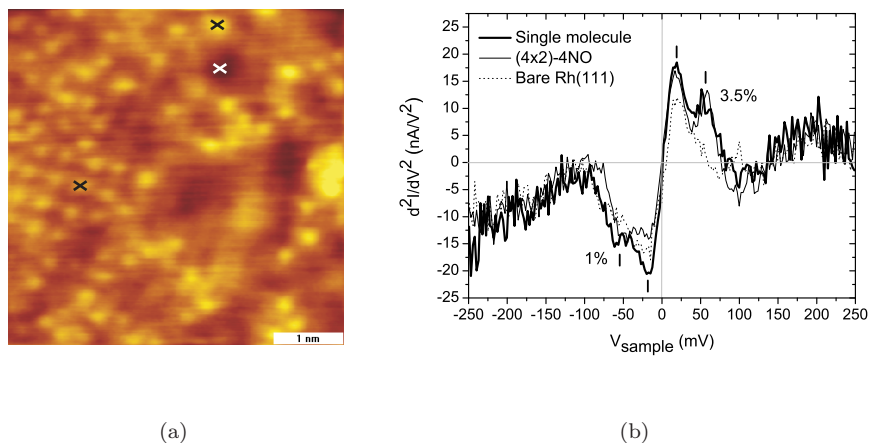 1 nm
(a)
25
20
15
10
5
0
-5
-10
-15
-20
-25
d²I/dV² (nA/V²)
Single molecule
(4x2)-4NO
Bare Rh(111)
3.5%
1%
-250 -200 -150 -100 -50 0 50 100 150 200 250
V_sample (mV)
(b)